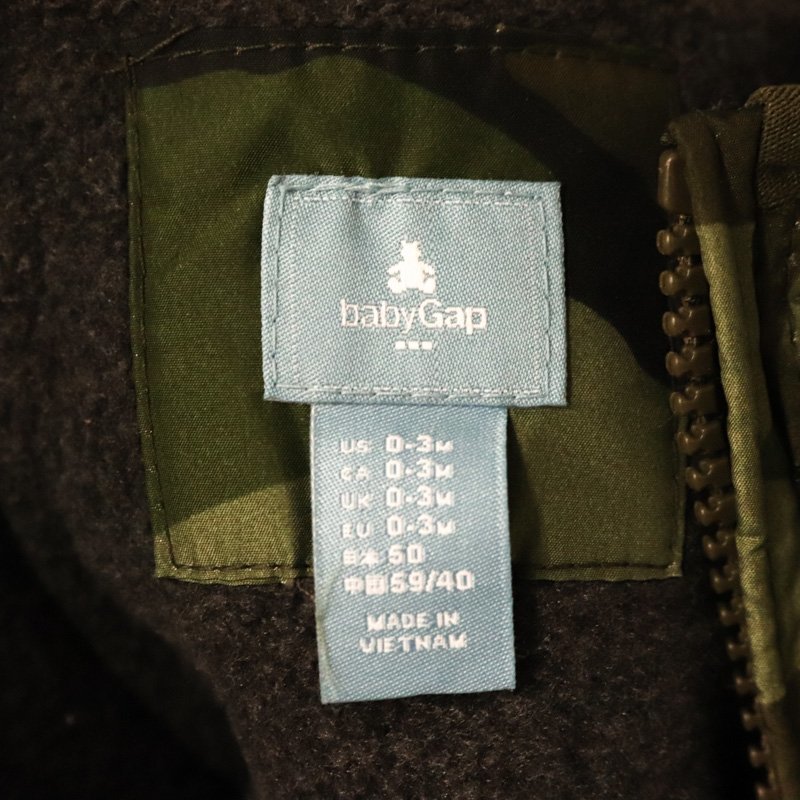 babyGap
US 0-3M
CA 0-3M
UK 0-3M
EU 0-3M
日本 50
中国 59/40
MADE IN
VIETNAM